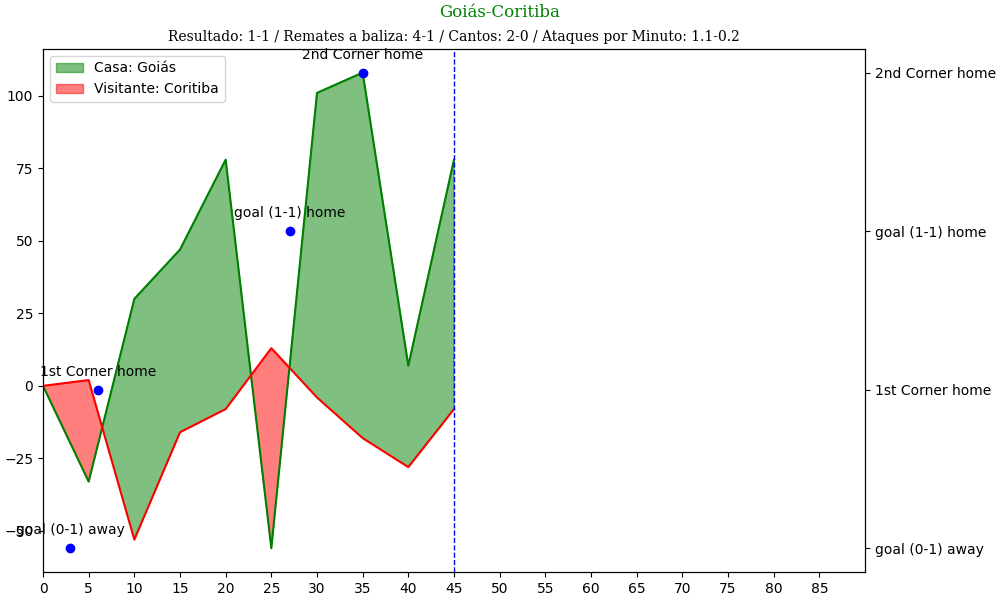 Goiás-Coritiba
Resultado: 1-1 / Remates a baliza: 4-1 / Cantos: 2-0 / Ataques por Minuto: 1.1-0.2
2nd Corner home
Casa: Goiás
Visitante: Coritiba
2nd Corner home
100
75
goal (1-1) home
goal (1-1) home
50
25
1st Corner home
0
1st Corner home
−25
−50
goal (0-1) away
goal (0-1) away
0 5 10 15 20 25 30 35 40 45 50 55 60 65 70 75 80 85